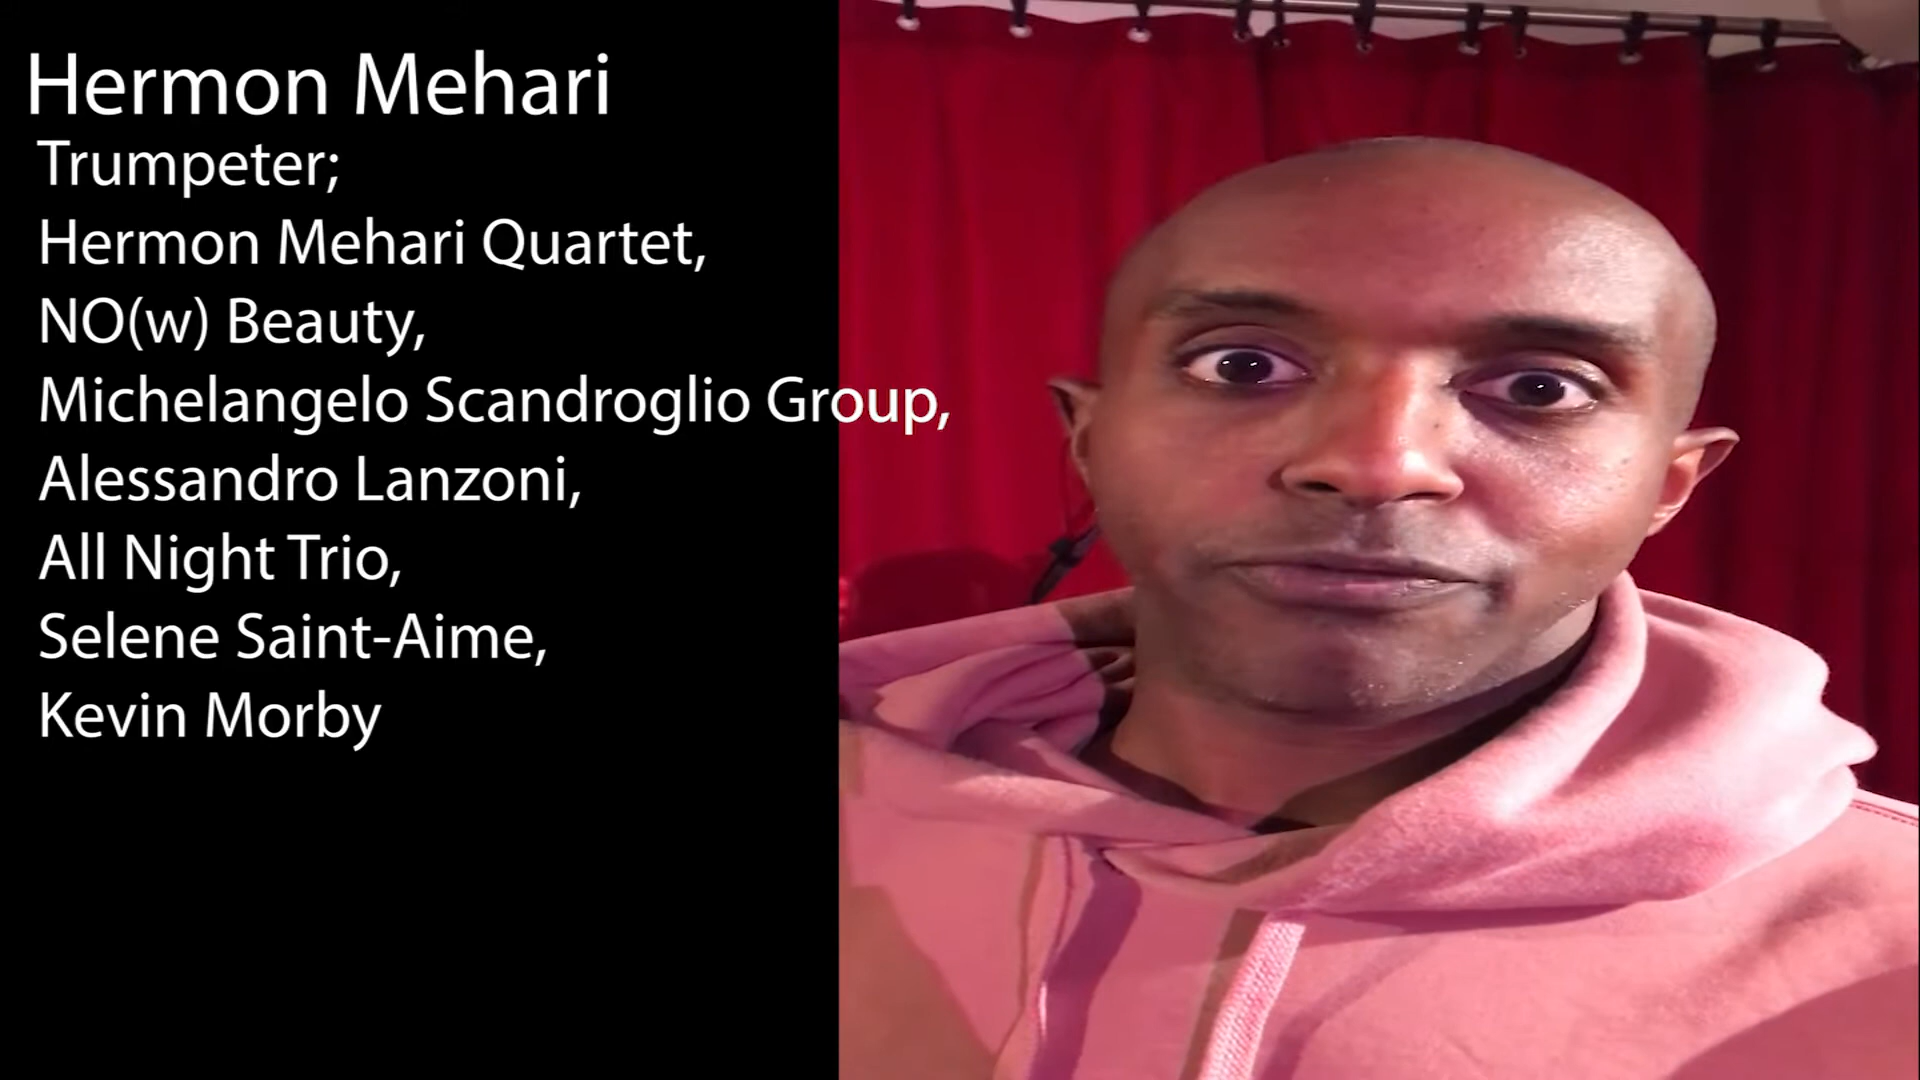 Hermon Mehari
Trumpeter;
Hermon Mehari Quartet,
NO(w) Beauty,
Michelangelo Scandroglio Group,
Alessandro Lanzoni,
All Night Trio,
Selene Saint-Aime,
Kevin Morby